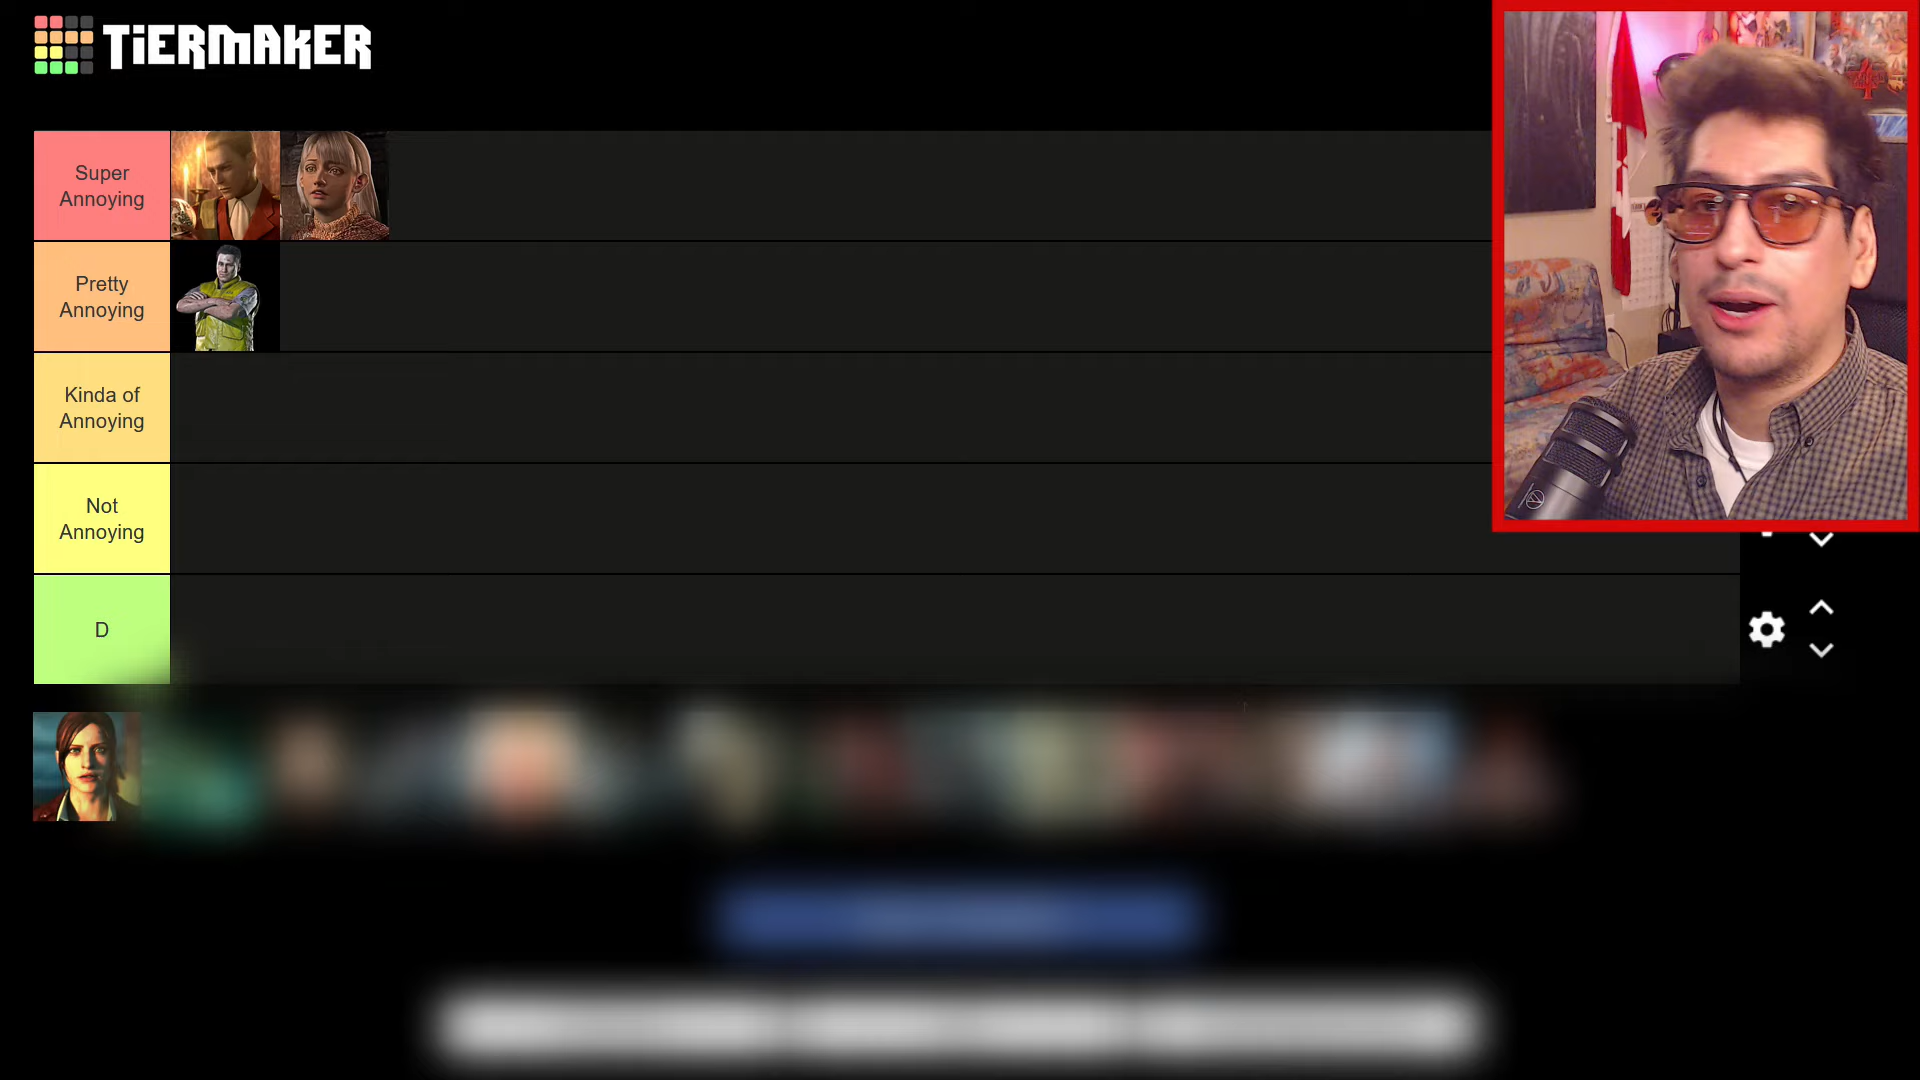 TiERMAKER
Super
Annoying
Pretty
Annoying
Kinda of
Annoying
Not
Annoying
D